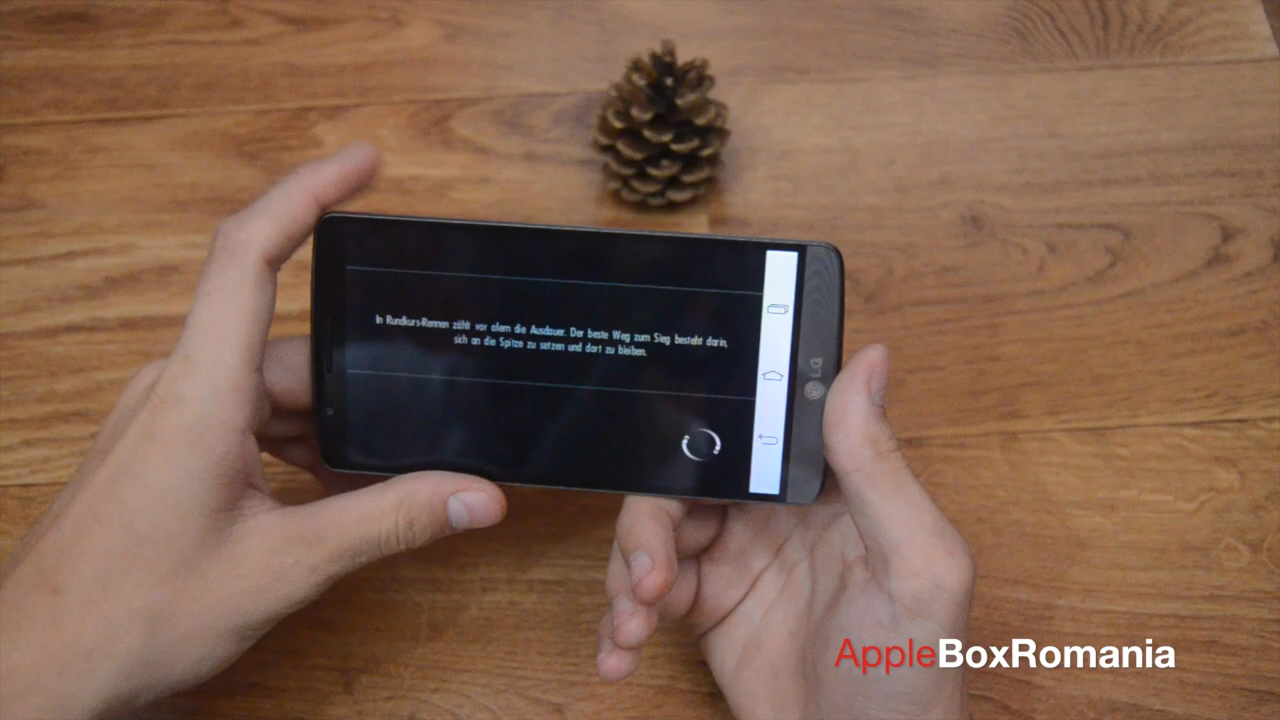 In Rundkurs-Rennen zählt vor alem die Ausdauer. Der beste Weg zum Sieg besteht darin,
sich an die Spitze zu setzen und dort zu bleiben.
LG
AppleBoxRomania